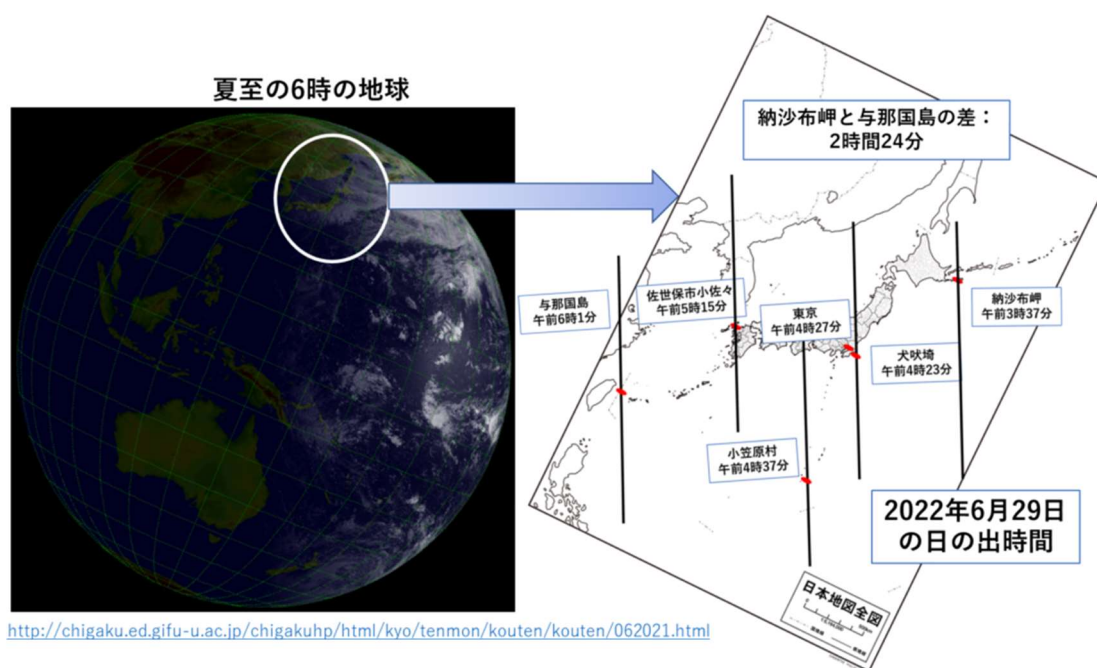 夏至の6時の地球
納沙布岬と与那国島の差：
2時間24分
与那国島
午前6時1分
佐世保市小佐々
午前5時15分
東京
午前4時27分
納沙布岬
午前3時37分
犬吠埼
午前4時23分
小笠原村
午前4時37分
2022年6月29日
の日の出時間
日本地図全図
http://chigaku.ed.gifu-u.ac.jp/chigakuhp/html/kyo/tenmon/kouten/kouten/062021.html